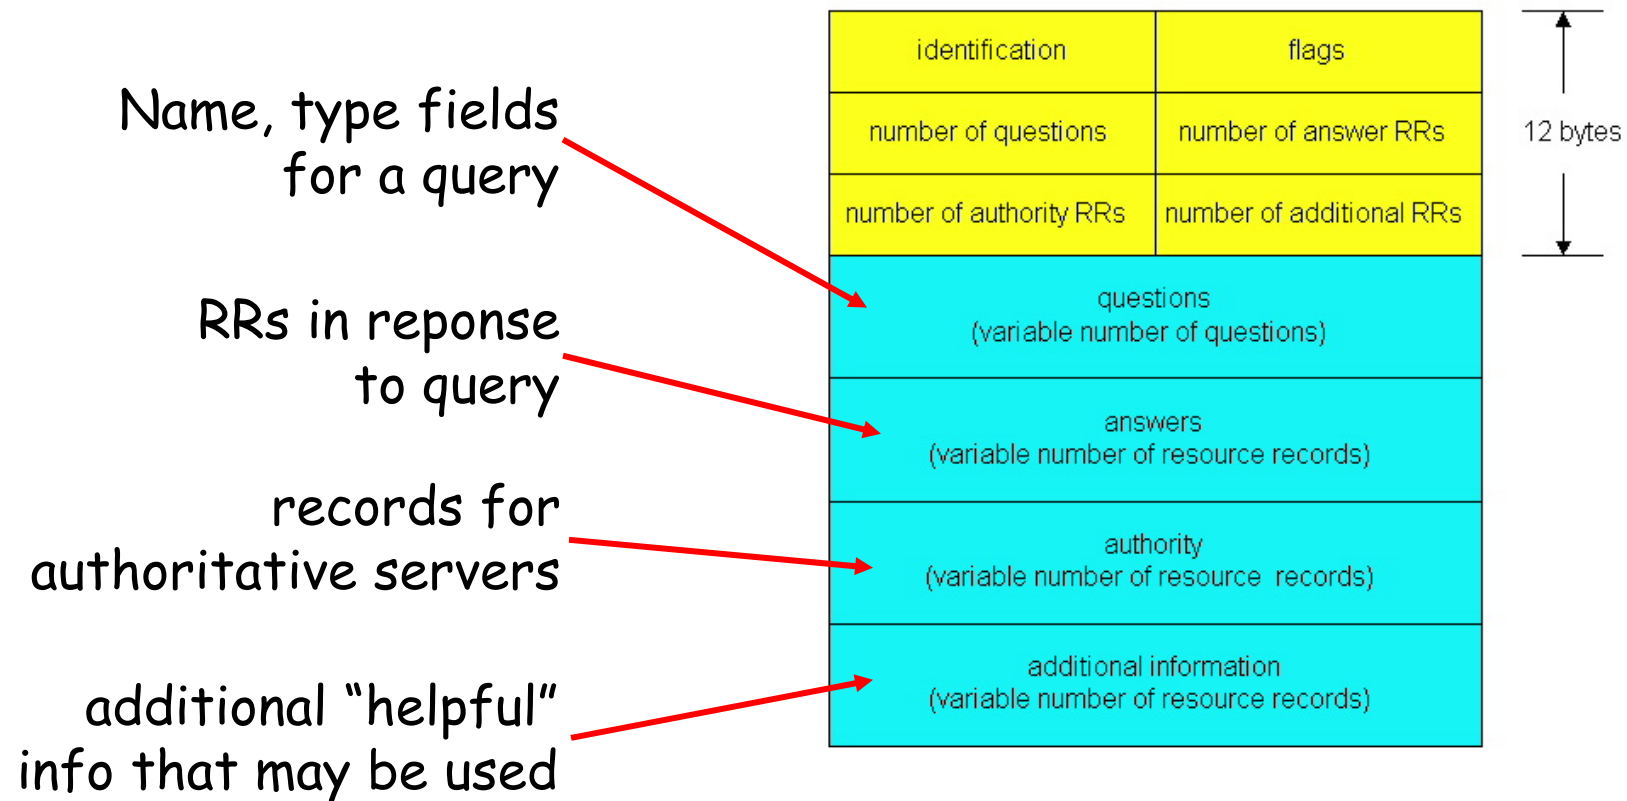 identification
flags
Name, type fields
for a query
number of questions
number of answer RRs
12 bytes
number of authority RRs
number of additional RRs
questions
(variable number of questions)
RRs in reponse
to query
answers
(variable number of resource records)
records for
authoritative servers
authority
(variable number of resource records)
additional “helpful”
info that may be used
additional information
(variable number of resource records)